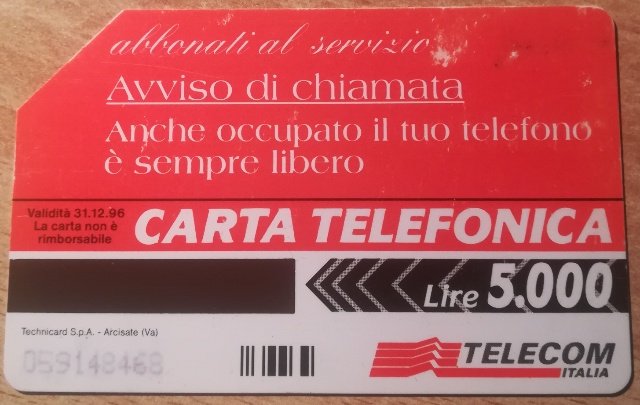 abbonati al servizio
Avviso di chiamata
Anche occupato il tuo telefono
è sempre libero
Validità 31.12.96
La carta non è
rimborsabile
CARTA TELEFONICA
Lire 5.000
Technicard S.p.A. - Arcisate (Va)
059148468
TELECOM
ITALIA